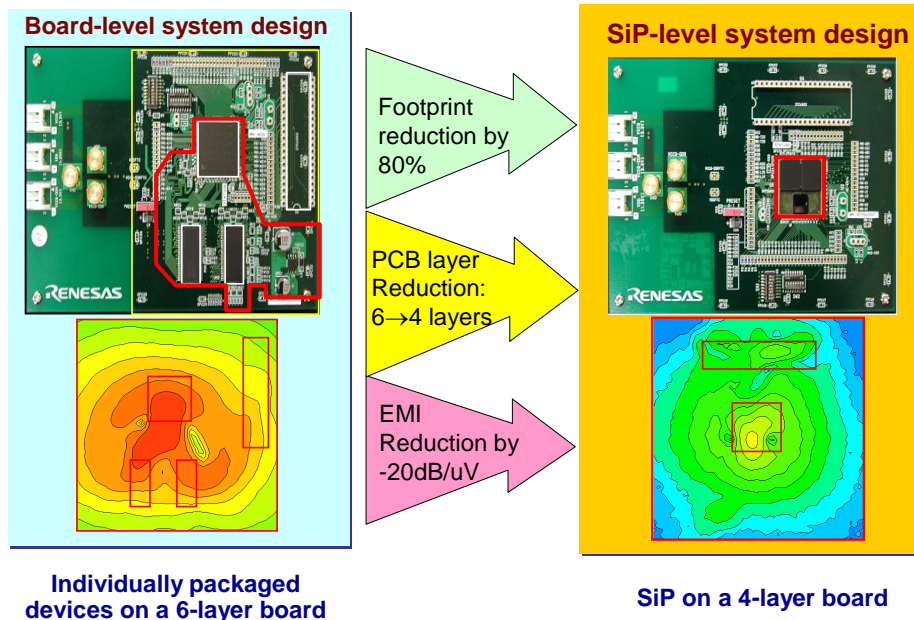 Board-level system design
RENESAS
Footprint
reduction by
80%
PCB layer
Reduction:
6→4 layers
EMI
Reduction by
-20dB/uV
SiP-level system design
RENESAS
Individually packaged
devices on a 6-layer board
SiP on a 4-layer board